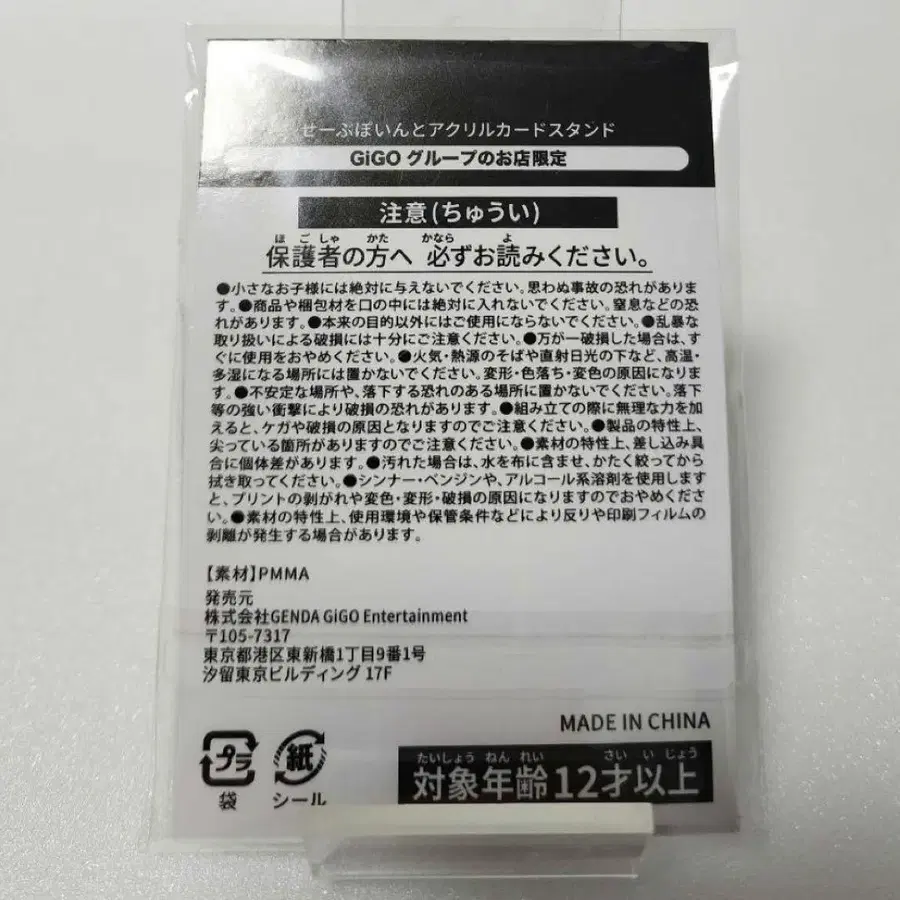 せーぶぽいんとアクリルカードスタンド
GiGO グループのお店限定
注意(ちゅうい)
ほごしゃ かた かなら よ
保護者の方へ 必ずお読みください。
●小さなお子様には絶対に与えないでください。思わぬ事故の恐れがありま
す。●商品や梱包材を口の中には絶対に入れないでください。窒息などの恐
れがあります。●本来の目的以外にはご使用にならないでください。●乱暴な
取り扱いによる破損には十分にご注意ください。●万が一破損した場合は、す
ぐに使用をおやめください。●火気・熱源のそばや直射日光の下など、高温・
多湿になる場所には置かないでください。変形・色落ち・変色の原因になりま
す。●不安定な場所や、落下する恐れのある場所に置かないでください。落下
等の強い衝撃により破損の恐れがあります。●組み立ての際に無理な力を加
えると、ケガや破損の原因となりますのでご注意ください。●製品の特性上、
尖っている箇所がありますのでご注意ください。●素材の特性上、差し込み具
合に個体差があります。●汚れた場合は、水を布に含ませ、かたく絞ってから
拭き取ってください。●シンナー・ベンジンや、アルコール系溶剤を使用します
と、プリントの剥がれや変色・変形・破損の原因になりますのでおやめくださ
い。●素材の特性上、使用環境や保管条件などにより反りや印刷フィルムの
剥離が発生する場合があります。
【素材】PMMA
発売元
株式会社GENDA GiGO Entertainment
〒105-7317
東京都港区東新橋1丁目9番1号
汐留東京ビルディング 17F
MADE IN CHINA
プラ 紙
袋 シール
たいしょう ねん れい さい い じょう
対象年齢 12才以上